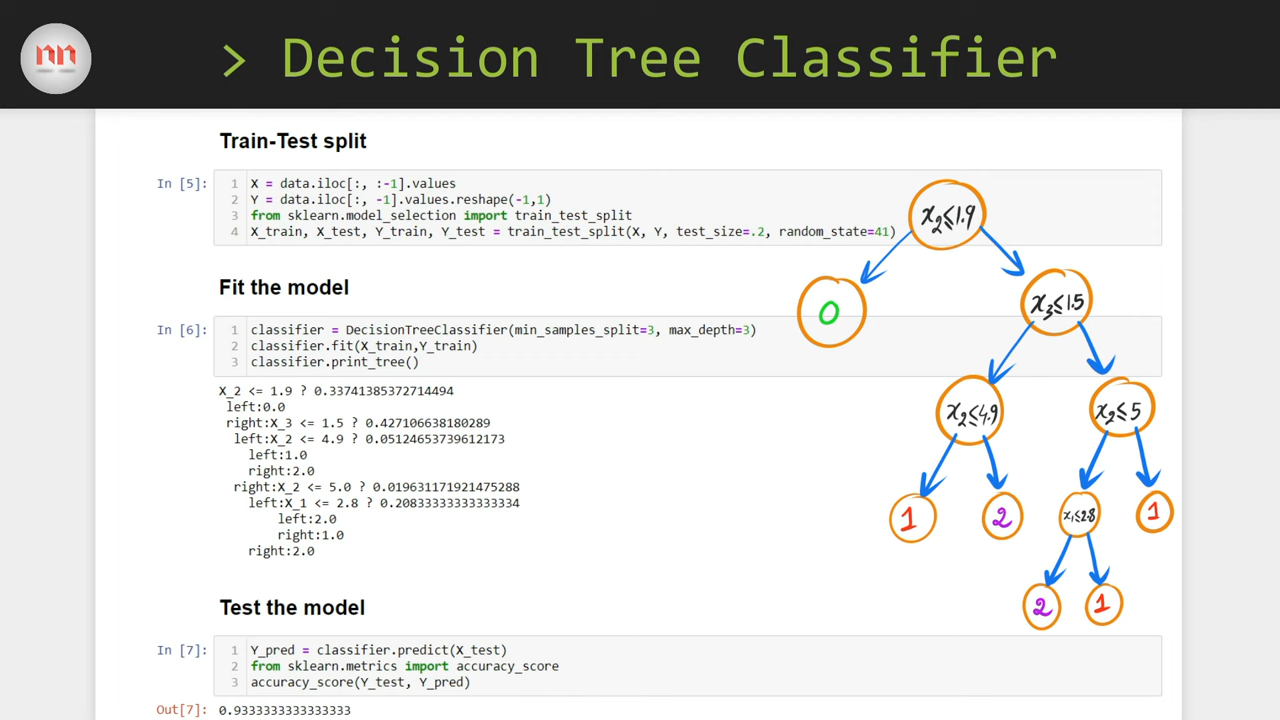 nn
> Decision Tree Classifier
Train-Test split
In [5]:
1 X = data.iloc[:, :-1].values
2 Y = data.iloc[:, -1].values.reshape(-1,1)
3 from sklearn.model_selection import train_test_split
4 X_train, X_test, Y_train, Y_test = train_test_split(X, Y, test_size=.2, random_state=41)
Fit the model
In [6]:
1 classifier = DecisionTreeClassifier(min_samples_split=3, max_depth=3)
2 classifier.fit(X_train,Y_train)
3 classifier.print_tree()
X_2 <= 1.9 ? 0.33741385372714494
left:0.0
right:X_3 <= 1.5 ? 0.427106638180289
left:X_2 <= 4.9 ? 0.05124653739612173
left:1.0
right:2.0
right:X_2 <= 5.0 ? 0.019631171921475288
left:X_1 <= 2.8 ? 0.20833333333333334
left:2.0
right:1.0
right:2.0
Test the model
In [7]:
1 Y_pred = classifier.predict(X_test)
2 from sklearn.metrics import accuracy_score
3 accuracy_score(Y_test, Y_pred)
Out[7]: 0.9333333333333333
x₂≤1.9
0
x₃≤1.5
x₂≤4.9
x₂≤5
1
2
x₁≤2.8
1
2
1